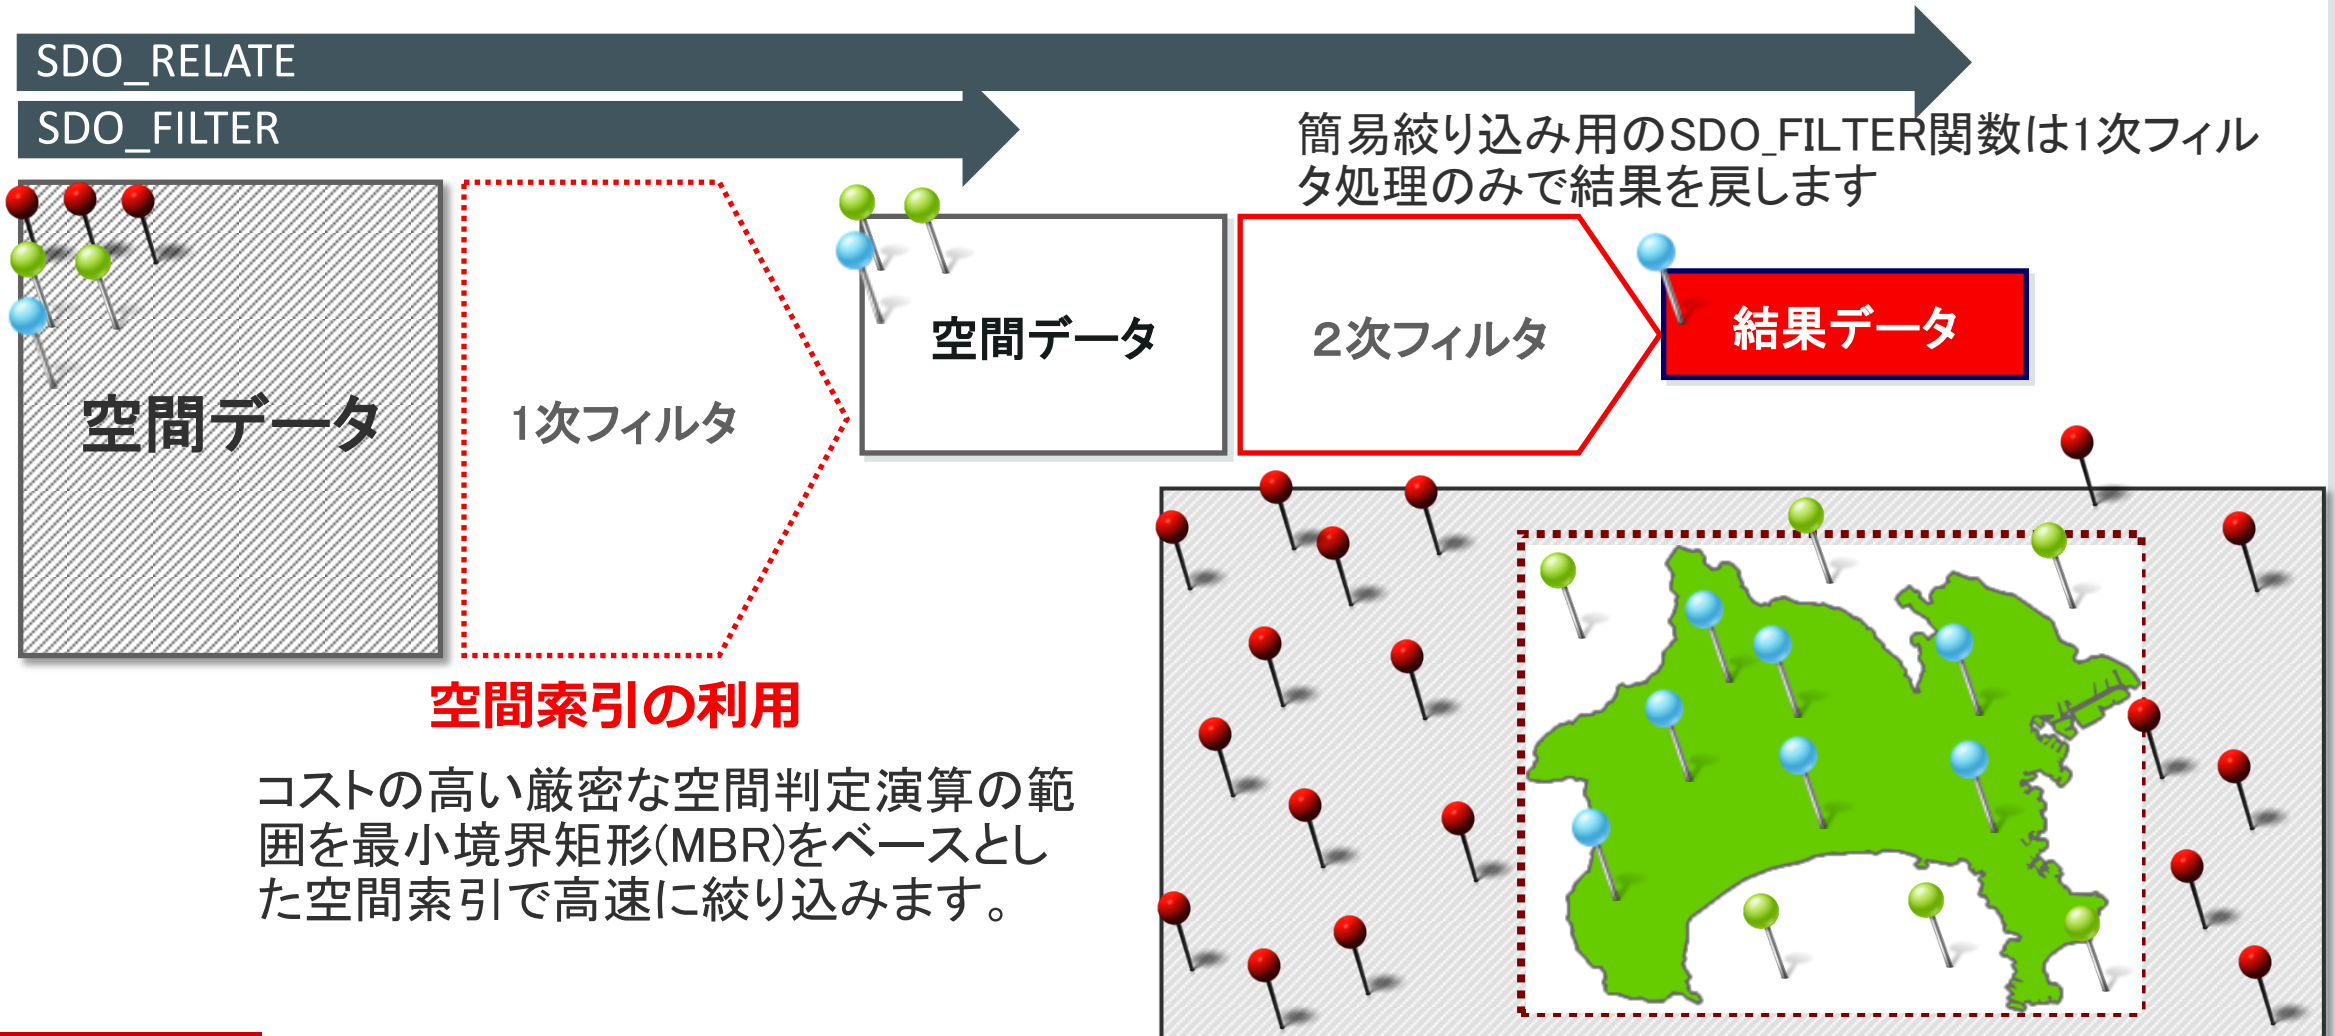 SDO_RELATE
SDO_FILTER
簡易絞り込み用のSDO_FILTER関数は1次フィル
タ処理のみで結果を戻します
空間データ
1次フィルタ
空間データ
２次フィルタ
結果データ
空間索引の利用
コストの高い厳密な空間判定演算の範
囲を最小境界矩形(MBR)をベースとし
た空間索引で高速に絞り込みます。